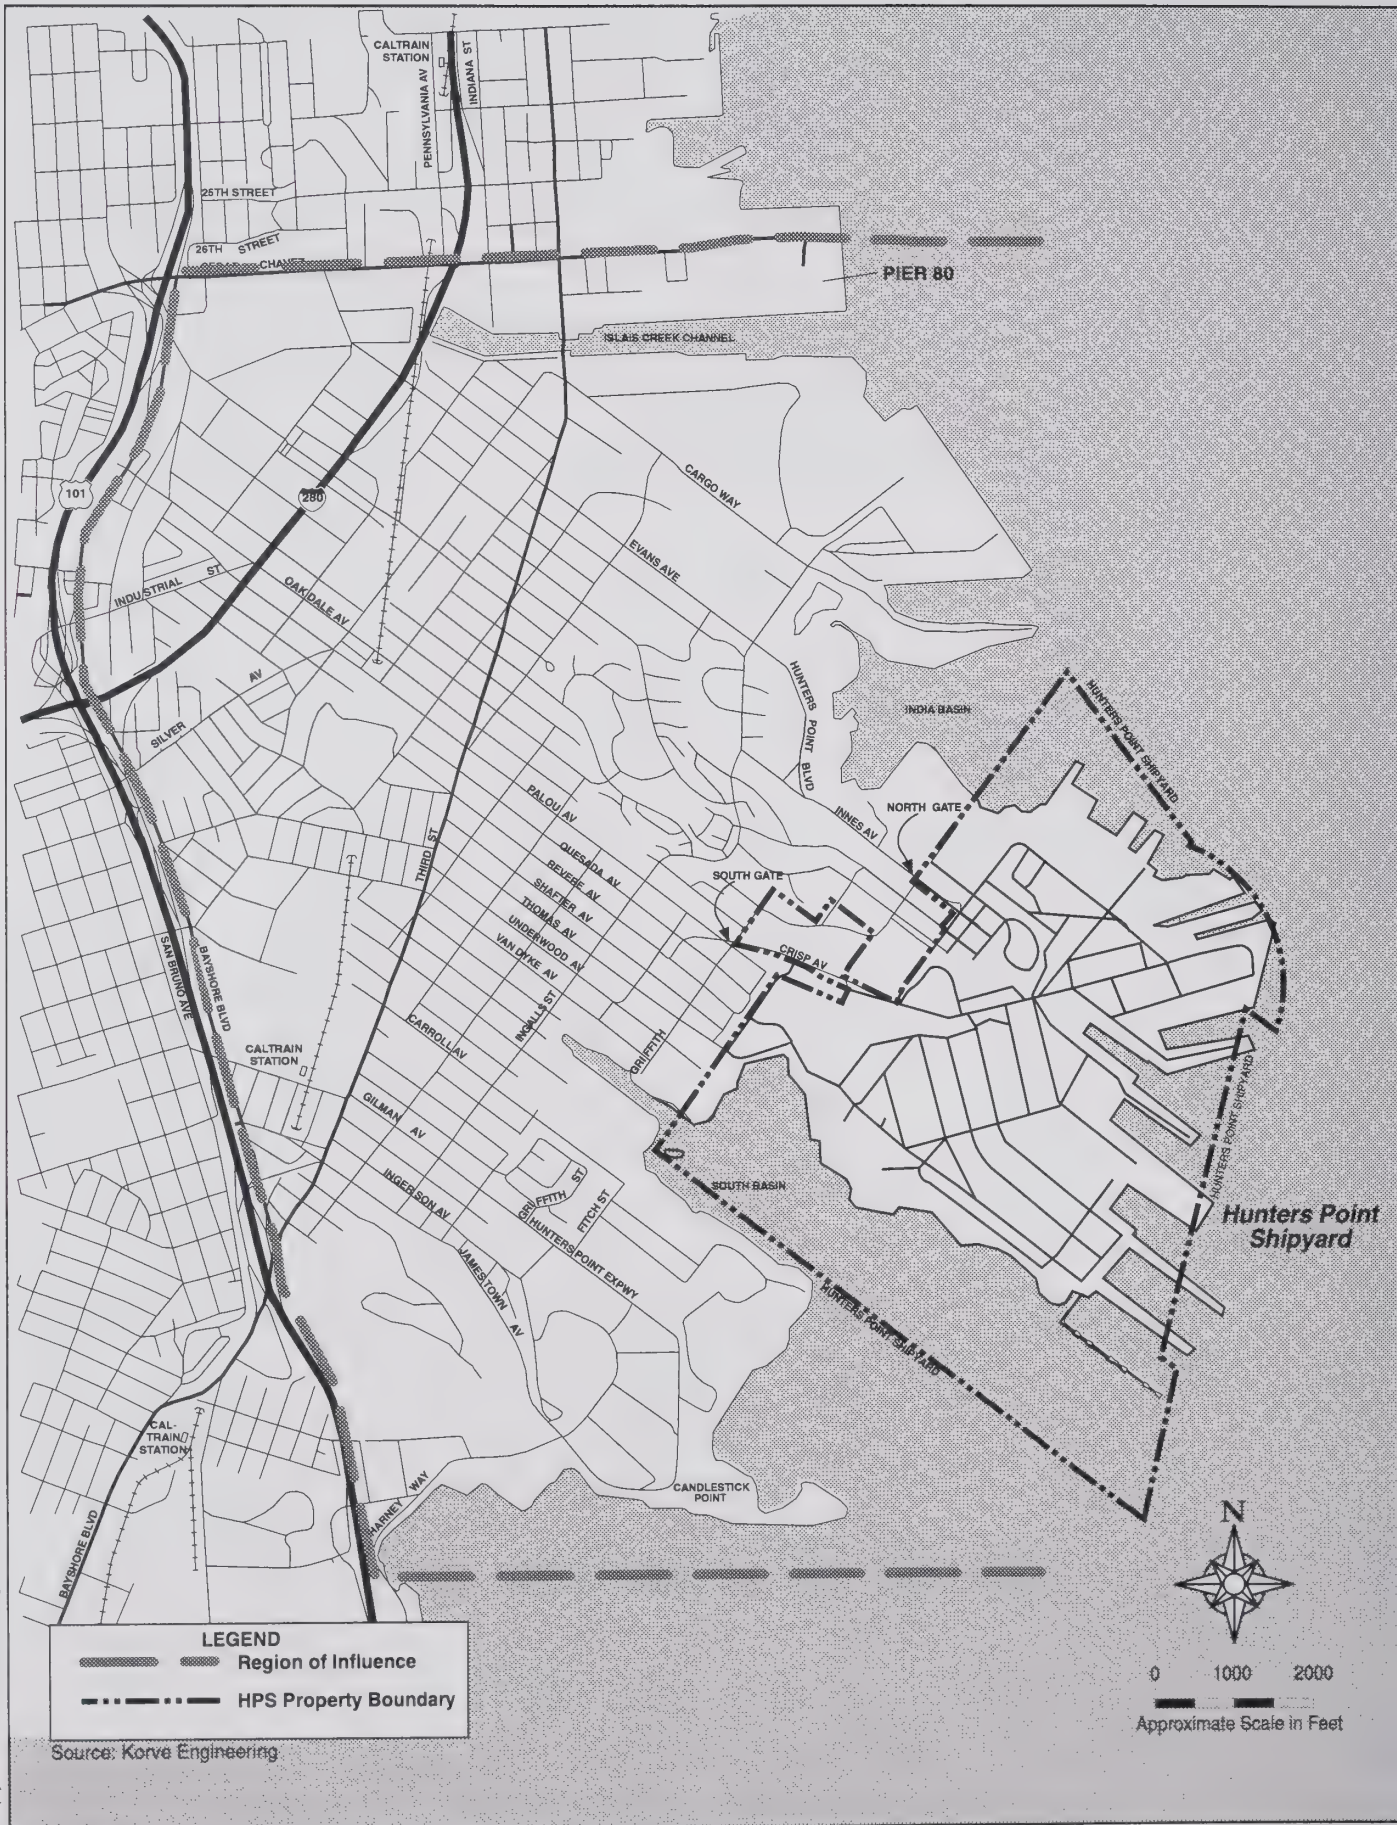 CALTRAIN
STATION
PENNSYLVANIA AV
INDIANA ST
25TH STREET
26TH STREET
PIER 80
ISLAIS CREEK CHANNEL
101
280
CARGO WAY
EVANS AVE
INDUSTRIAL ST
OAKDALE AV
SILVER AV
HUNTERS POINT BLVD
INDIA BASIN
HUNTERS POINT SHIPYARD
NORTH GATE
INNES AV
PALOU AV
QUESADA AV
REVERE AV
SHAFTER AV
THOMAS AV
UNDERWOOD AV
VAN DYKE AV
THIRD ST
SOUTH GATE
CRISP AV
SAN BRUNO AVE
BAYSHORE BLVD
INGALLS ST
CARROLL AV
GRIFFITH
CALTRAIN
STATION
GILMAN AV
INGERSON AV
GRIFFITH ST
FITCH ST
HUNTERS POINT EXPWY
JAMESTOWN AV
SOUTH BASIN
HUNTERS POINT SHIPYARD
Hunters Point
Shipyard
HUNTERS POINT SHIPYARD
CAL-
TRAIN
STATION
BAYSHORE BLVD
HARNEY WAY
CANDLESTICK
POINT
N
0 1000 2000
Approximate Scale in Feet
LEGEND
Region of Influence
HPS Property Boundary
Source: Korve Engineering